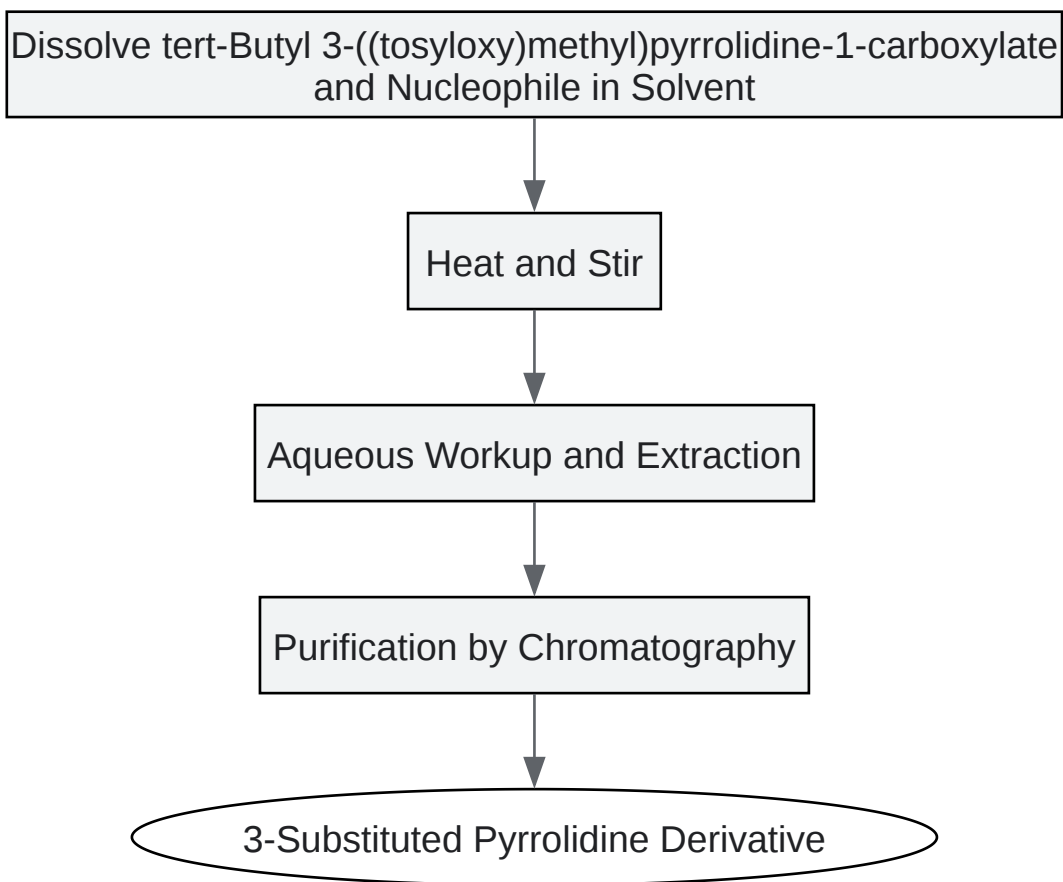 Dissolve tert-Butyl 3-((tosyloxy)methyl)pyrrolidine-1-carboxylate
and Nucleophile in Solvent
Heat and Stir
Aqueous Workup and Extraction
Purification by Chromatography
3-Substituted Pyrrolidine Derivative